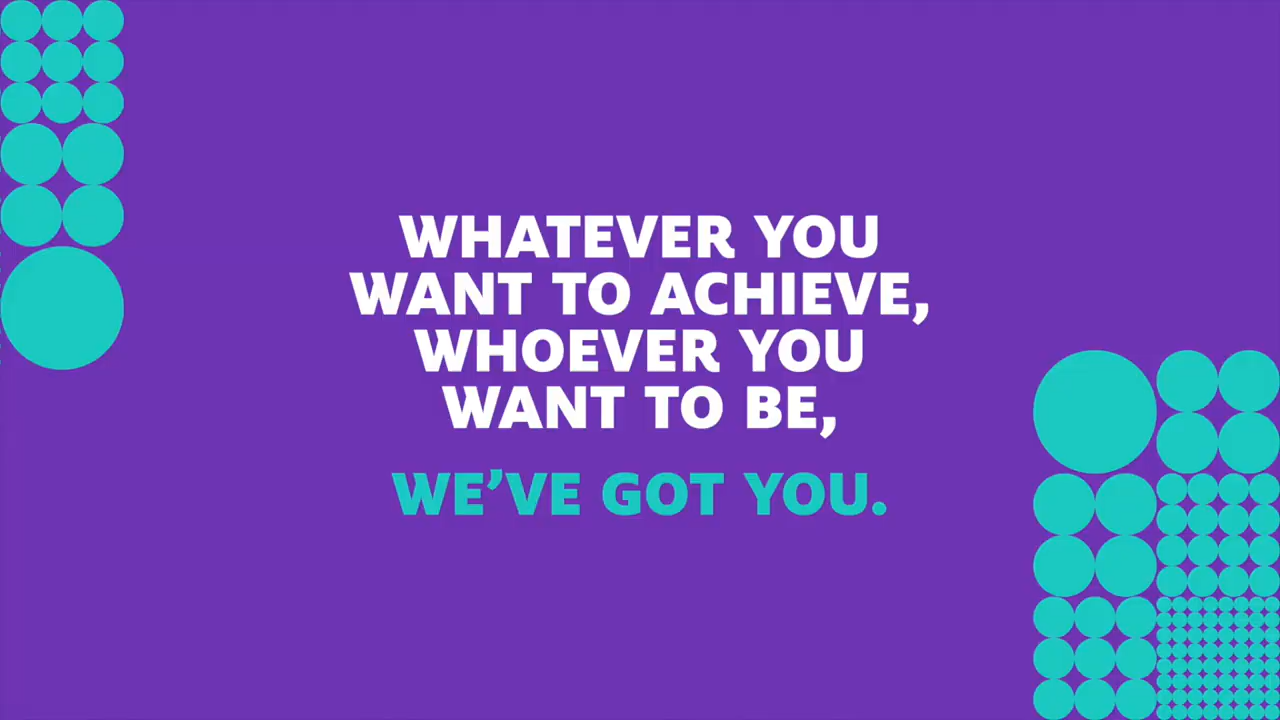 WHATEVER YOU
WANT TO ACHIEVE,
WHOEVER YOU
WANT TO BE,
WE’VE GOT YOU.